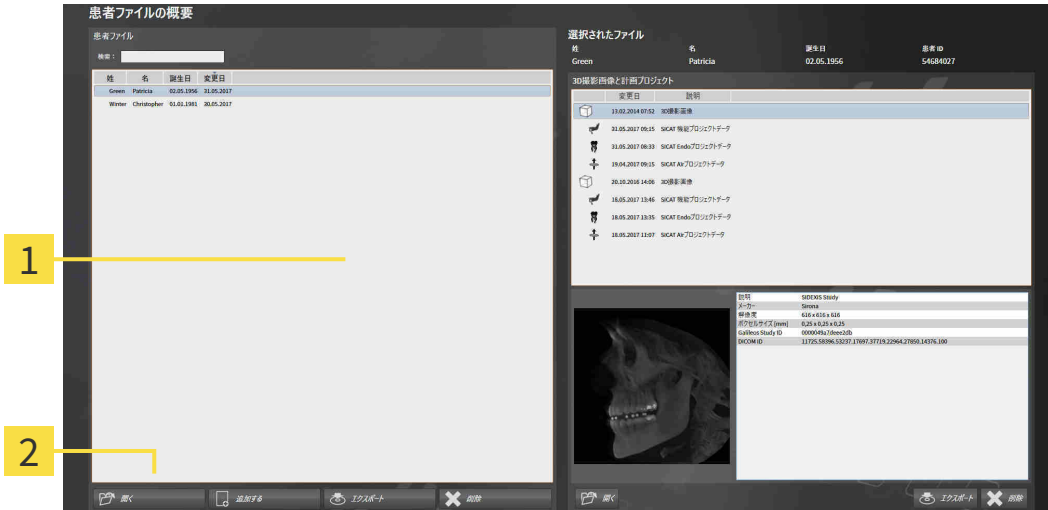 患者ファイルの概要
患者ファイル
検索：
姓 名 誕生日 変更日
Green Patricia 02.05.1956 31.05.2017
Winter Christopher 01.01.1981 30.05.2017
1
2
開く 追加する エクスポート 削除
選択されたファイル
姓 名 誕生日 患者 ID
Green Patricia 02.05.1956 54684027
3D撮影画像と計画プロジェクト
変更日 説明
13.02.2014 07:52 3D撮影画像
31.05.2017 09:15 SICAT 機能プロジェクトデータ
31.05.2017 08:33 SICAT Endoプロジェクトデータ
19.04.2017 09:15 SICAT Airプロジェクトデータ
20.10.2016 14:06 3D撮影画像
16.05.2017 13:46 SICAT 機能プロジェクトデータ
18.05.2017 13:35 SICAT Endoプロジェクトデータ
18.05.2017 11:07 SICAT Airプロジェクトデータ
説明 SIDEXIS Study
メーカー Sirona
解像度 616 x 616 x 616
ボクセルサイズ [mm] 0,25 x 0,25 x 0,25
Galileos Study ID 0000049a7deee2db
DICOM ID 11725.58396.53237.17697.37719.22964.27850.14376.100
開く エクスポート 削除